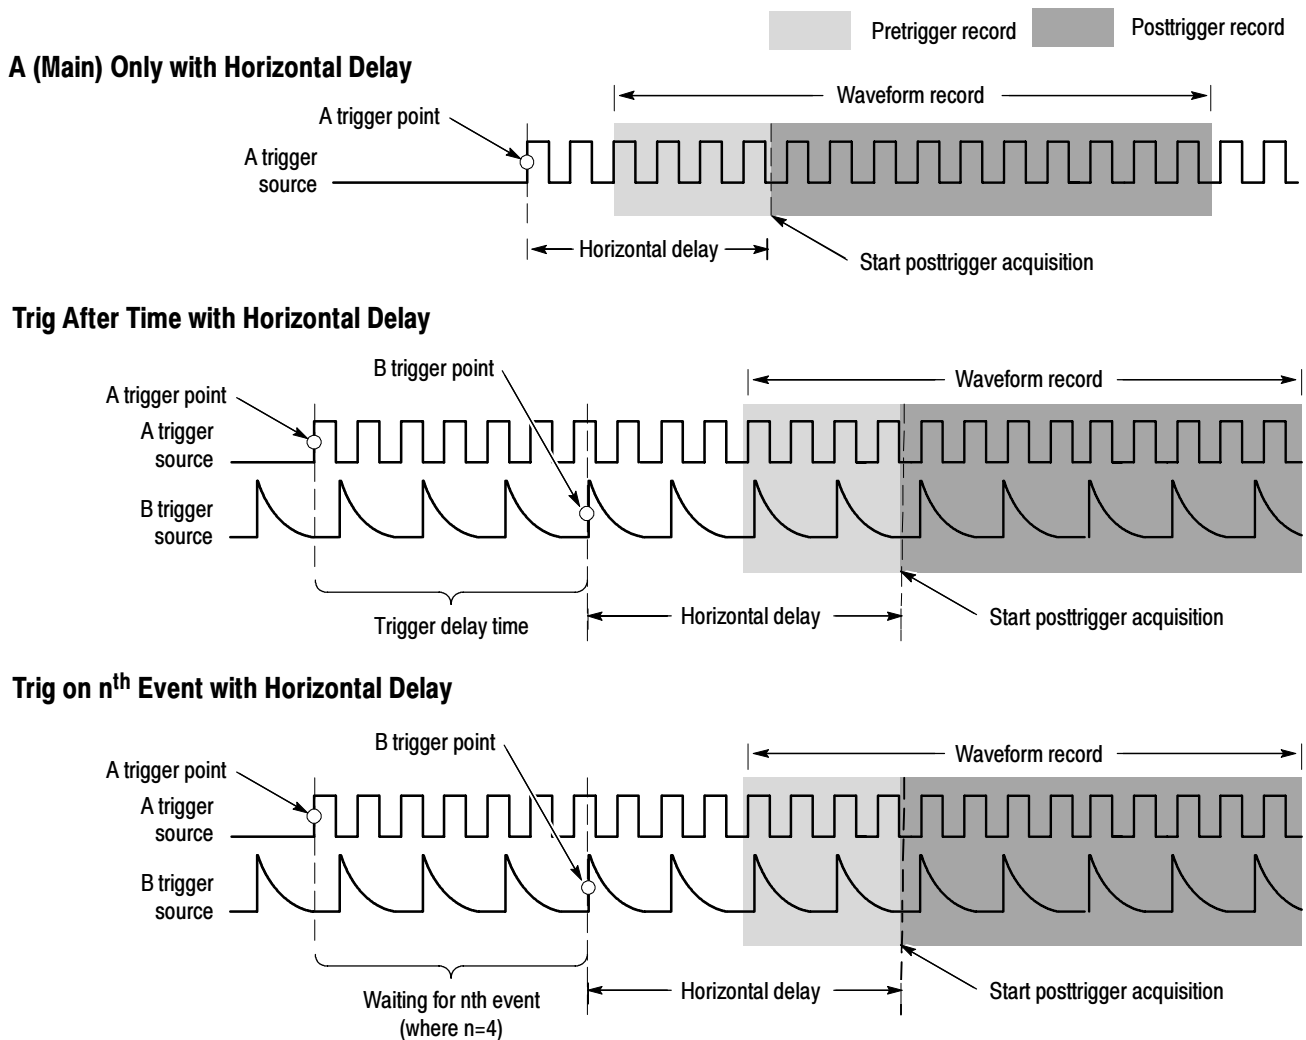 Pretrigger record
Posttrigger record
A (Main) Only with Horizontal Delay
Waveform record
A trigger point
A trigger
source
Horizontal delay
Start posttrigger acquisition
Trig After Time with Horizontal Delay
B trigger point
Waveform record
A trigger point
A trigger
source
B trigger
source
Trigger delay time
Horizontal delay
Start posttrigger acquisition
Trig on nth Event with Horizontal Delay
B trigger point
Waveform record
A trigger point
A trigger
source
B trigger
source
Waiting for nth event
(where n=4)
Horizontal delay
Start posttrigger acquisition